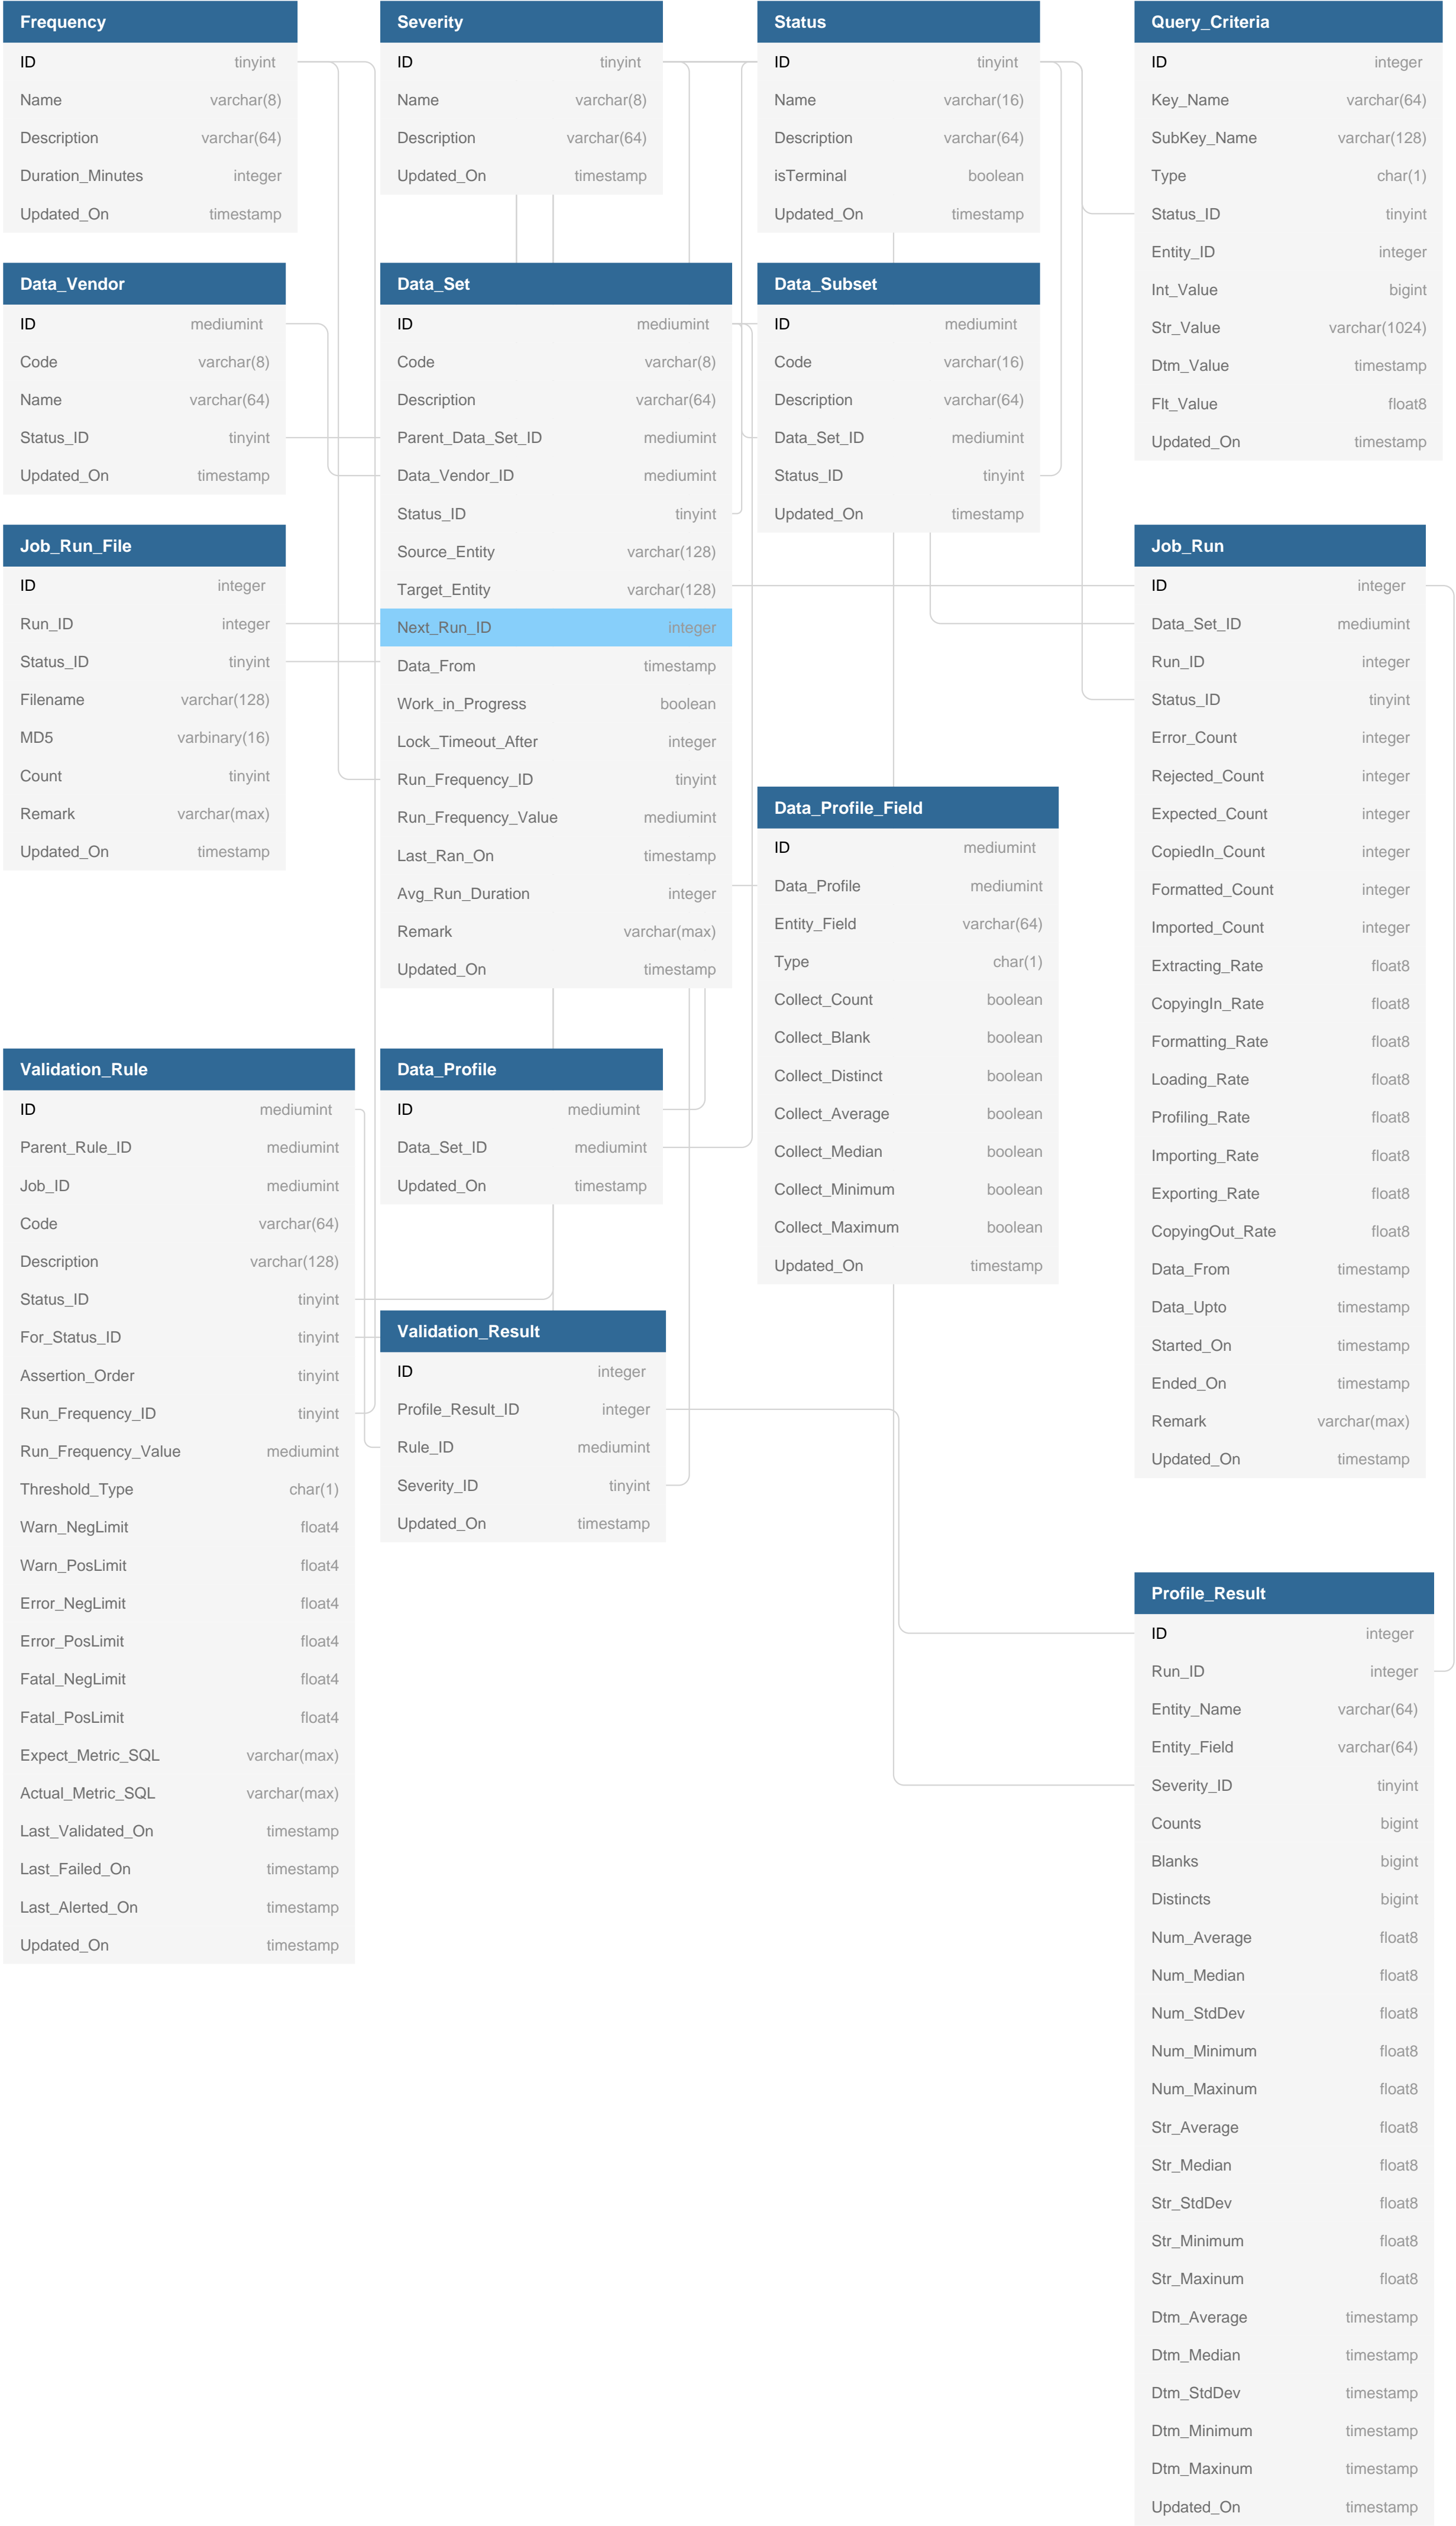 Frequency
ID tinyint
Name varchar(8)
Description varchar(64)
Duration_Minutes integer
Updated_On timestamp
Severity
ID tinyint
Name varchar(8)
Description varchar(64)
Updated_On timestamp
Status
ID tinyint
Name varchar(16)
Description varchar(64)
isTerminal boolean
Updated_On timestamp
Query_Criteria
ID integer
Key_Name varchar(64)
SubKey_Name varchar(128)
Type char(1)
Status_ID tinyint
Entity_ID integer
Int_Value bigint
Str_Value varchar(1024)
Dtm_Value timestamp
Flt_Value float8
Updated_On timestamp
Data_Vendor
ID mediumint
Code varchar(8)
Name varchar(64)
Status_ID tinyint
Updated_On timestamp
Data_Set
ID mediumint
Code varchar(8)
Description varchar(64)
Parent_Data_Set_ID mediumint
Data_Vendor_ID mediumint
Status_ID tinyint
Source_Entity varchar(128)
Target_Entity varchar(128)
Next_Run_ID integer
Data_From timestamp
Work_in_Progress boolean
Lock_Timeout_After integer
Run_Frequency_ID tinyint
Run_Frequency_Value mediumint
Last_Ran_On timestamp
Avg_Run_Duration integer
Remark varchar(max)
Updated_On timestamp
Data_Subset
ID mediumint
Code varchar(16)
Description varchar(64)
Data_Set_ID mediumint
Status_ID tinyint
Updated_On timestamp
Job_Run_File
ID integer
Run_ID integer
Status_ID tinyint
Filename varchar(128)
MD5 varbinary(16)
Count tinyint
Remark varchar(max)
Updated_On timestamp
Job_Run
ID integer
Data_Set_ID mediumint
Run_ID integer
Status_ID tinyint
Error_Count integer
Rejected_Count integer
Expected_Count integer
CopiedIn_Count integer
Formatted_Count integer
Imported_Count integer
Extracting_Rate float8
CopyingIn_Rate float8
Formatting_Rate float8
Loading_Rate float8
Profiling_Rate float8
Importing_Rate float8
Exporting_Rate float8
CopyingOut_Rate float8
Data_From timestamp
Data_Upto timestamp
Started_On timestamp
Ended_On timestamp
Remark varchar(max)
Updated_On timestamp
Data_Profile_Field
ID mediumint
Data_Profile mediumint
Entity_Field varchar(64)
Type char(1)
Collect_Count boolean
Collect_Blank boolean
Collect_Distinct boolean
Collect_Average boolean
Collect_Median boolean
Collect_Minimum boolean
Collect_Maximum boolean
Updated_On timestamp
Validation_Rule
ID mediumint
Parent_Rule_ID mediumint
Job_ID mediumint
Code varchar(64)
Description varchar(128)
Status_ID tinyint
For_Status_ID tinyint
Assertion_Order tinyint
Run_Frequency_ID tinyint
Run_Frequency_Value mediumint
Threshold_Type char(1)
Warn_NegLimit float4
Warn_PosLimit float4
Error_NegLimit float4
Error_PosLimit float4
Fatal_NegLimit float4
Fatal_PosLimit float4
Expect_Metric_SQL varchar(max)
Actual_Metric_SQL varchar(max)
Last_Validated_On timestamp
Last_Failed_On timestamp
Last_Alerted_On timestamp
Updated_On timestamp
Data_Profile
ID mediumint
Data_Set_ID mediumint
Updated_On timestamp
Validation_Result
ID integer
Profile_Result_ID integer
Rule_ID mediumint
Severity_ID tinyint
Updated_On timestamp
Profile_Result
ID integer
Run_ID integer
Entity_Name varchar(64)
Entity_Field varchar(64)
Severity_ID tinyint
Counts bigint
Blanks bigint
Distincts bigint
Num_Average float8
Num_Median float8
Num_StdDev float8
Num_Minimum float8
Num_Maxinum float8
Str_Average float8
Str_Median float8
Str_StdDev float8
Str_Minimum float8
Str_Maxinum float8
Dtm_Average timestamp
Dtm_Median timestamp
Dtm_StdDev timestamp
Dtm_Minimum timestamp
Dtm_Maxinum timestamp
Updated_On timestamp